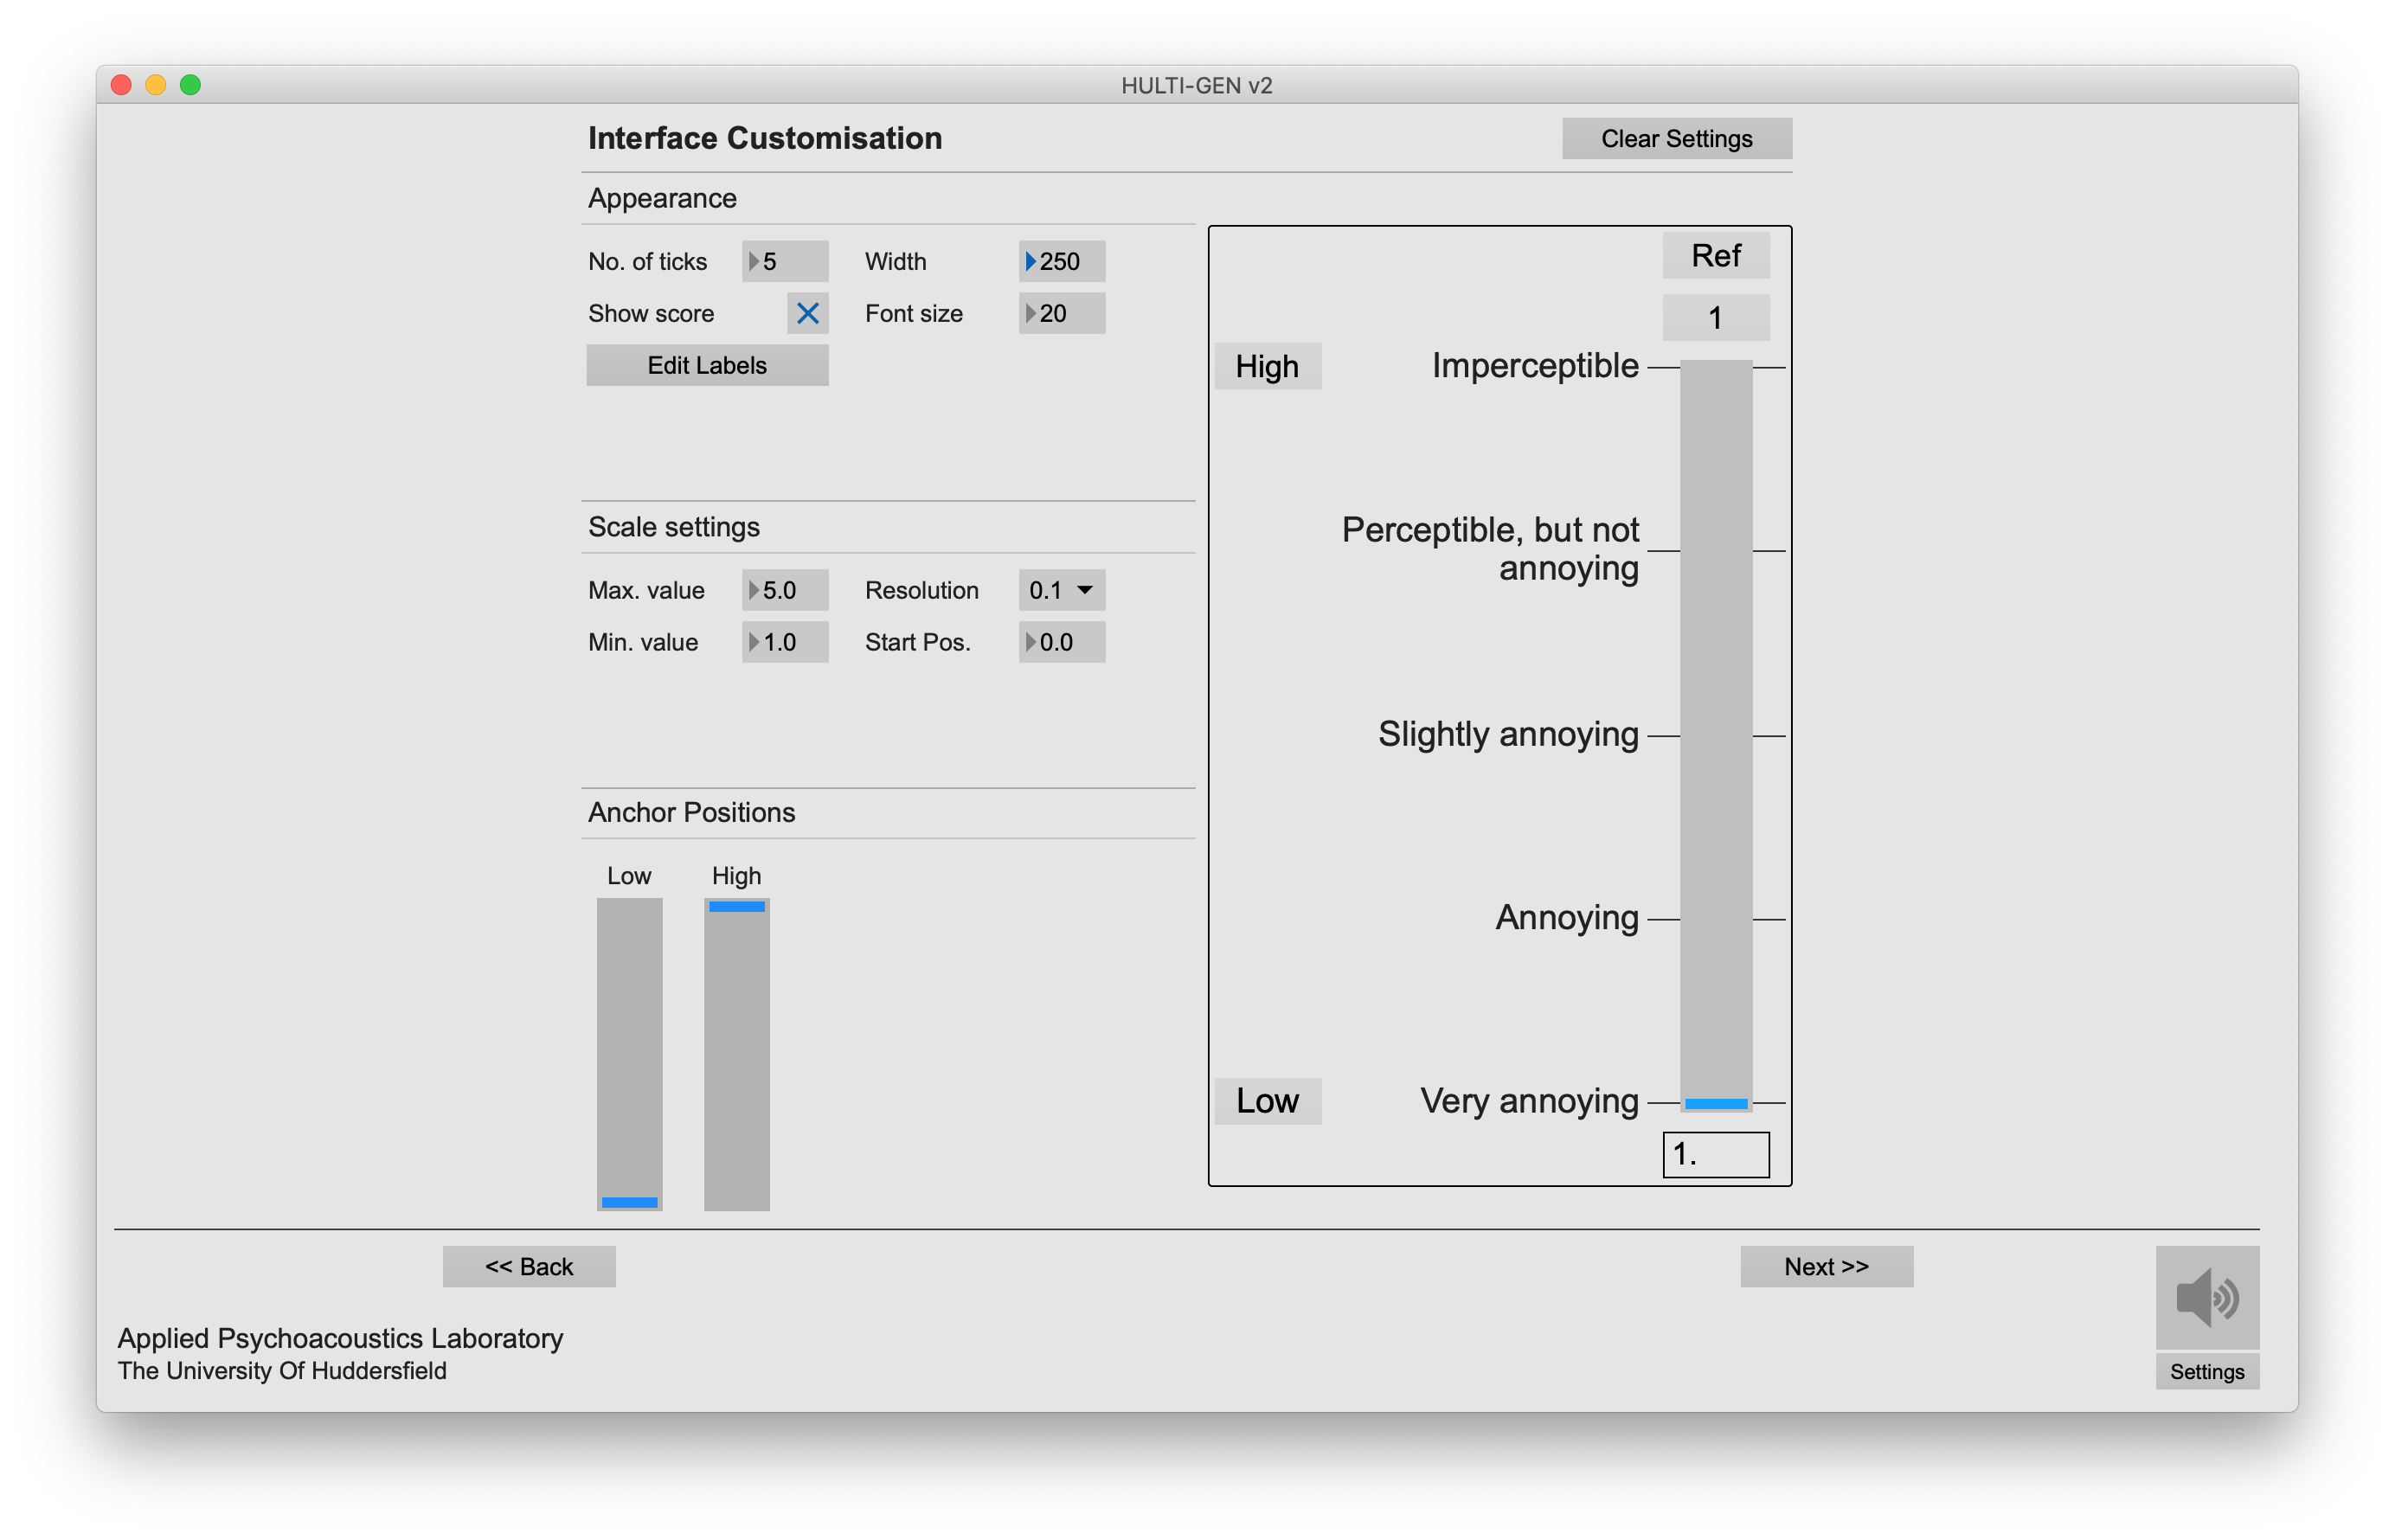 HULTI-GEN v2
Interface Customisation
Clear Settings
Appearance
No. of ticks 5 Width 250
Show score Font size 20
Edit Labels
Scale settings
Max. value 5.0 Resolution 0.1
Min. value 1.0 Start Pos. 0.0
Anchor Positions
Low High
Ref
1
High Imperceptible
Perceptible, but not
annoying
Slightly annoying
Annoying
Low Very annoying
1.
<< Back
Next >>
Applied Psychoacoustics Laboratory
The University Of Huddersfield
Settings